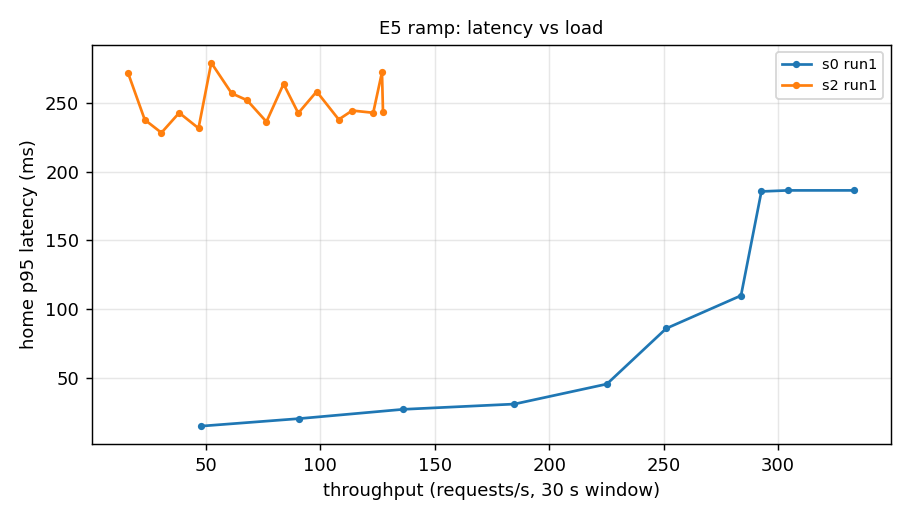 E5 ramp: latency vs load
s0 run1
s2 run1
home p95 latency (ms)
250
200
150
100
50
50
100
150
200
250
300
throughput (requests/s, 30 s window)